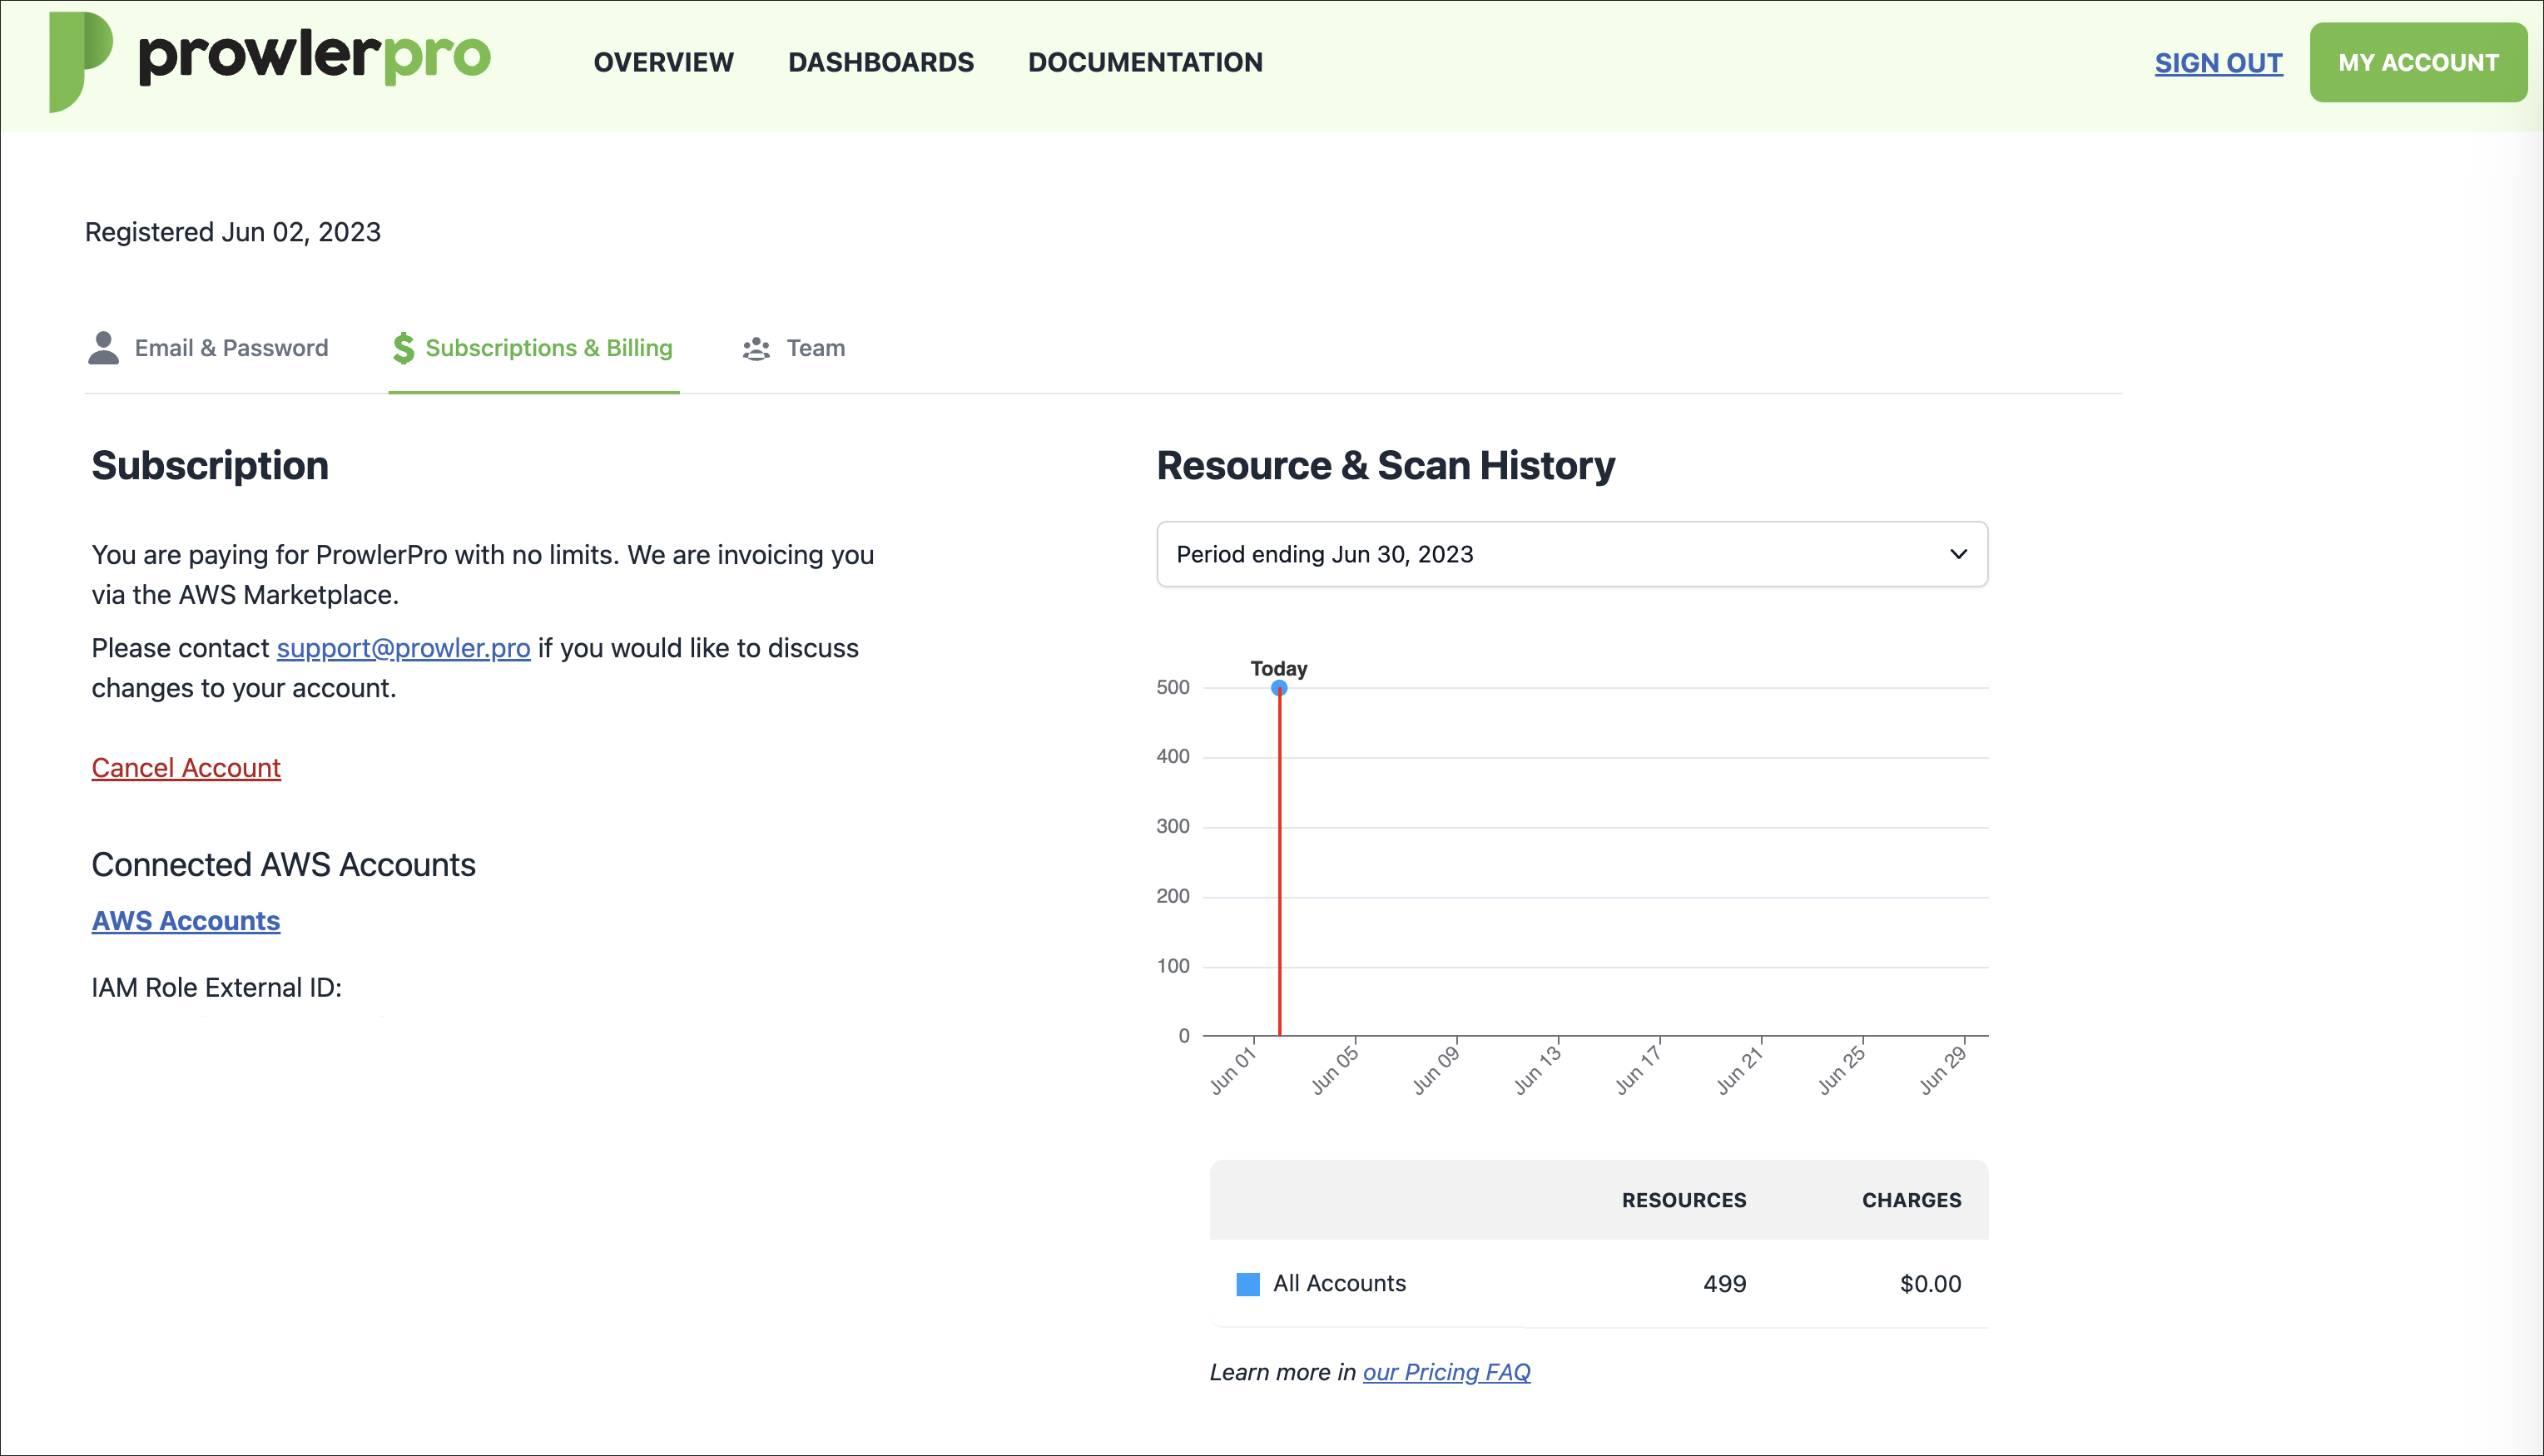 prowlerpro
OVERVIEW
DASHBOARDS
DOCUMENTATION
SIGN OUT
MY ACCOUNT
Registered Jun 02, 2023
Email & Password
Subscriptions & Billing
Team
Subscription
You are paying for ProwlerPro with no limits. We are invoicing you
via the AWS Marketplace.
Please contact support@prowler.pro if you would like to discuss
changes to your account.
Cancel Account
Connected AWS Accounts
AWS Accounts
IAM Role External ID:
Resource & Scan History
Period ending Jun 30, 2023
Today
500
400
300
200
100
0
Jun 01
Jun 05
Jun 09
Jun 13
Jun 17
Jun 21
Jun 25
Jun 29
RESOURCES CHARGES
All Accounts 499 $0.00
Learn more in our Pricing FAQ